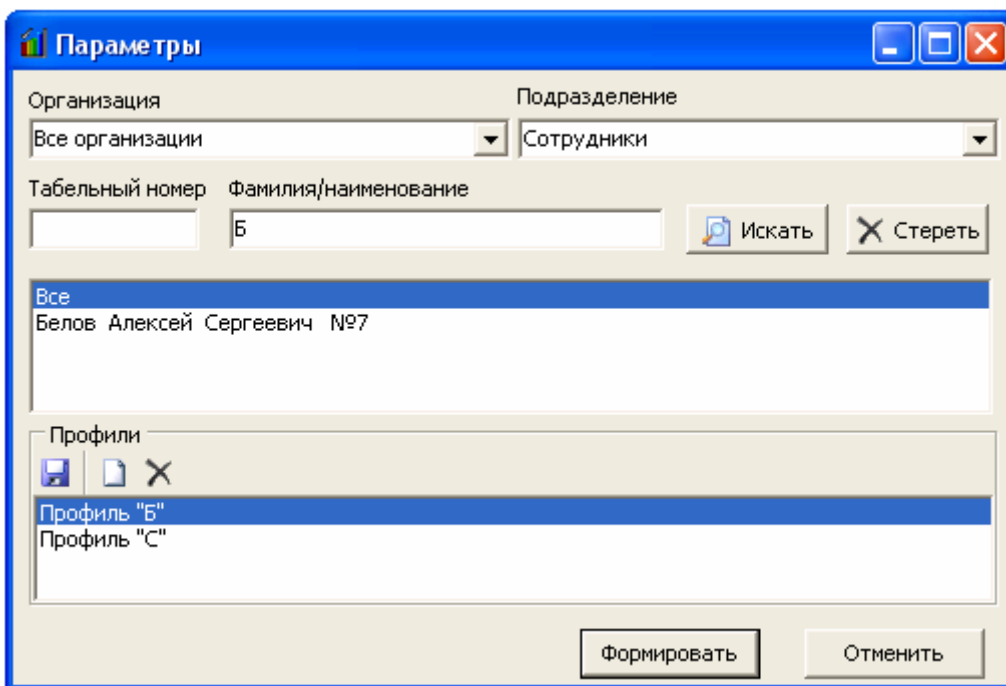 Параметры
Организация Подразделение
Все организации Сотрудники
Табельный номер Фамилия/наименование
Б Искать Стереть
Все
Белов Алексей Сергеевич №7
Профили
Профиль "Б"
Профиль "С"
Формировать Отменить